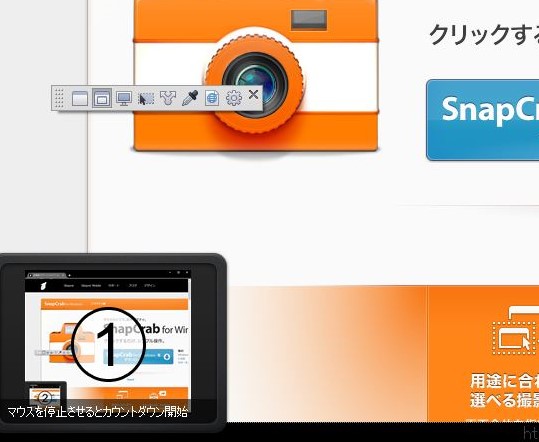 クリックする
SnapCr
SnapCrab for Wir
1
2
マウスを停止させるとカウントダウン開始
用途に合わ
選べる撮影